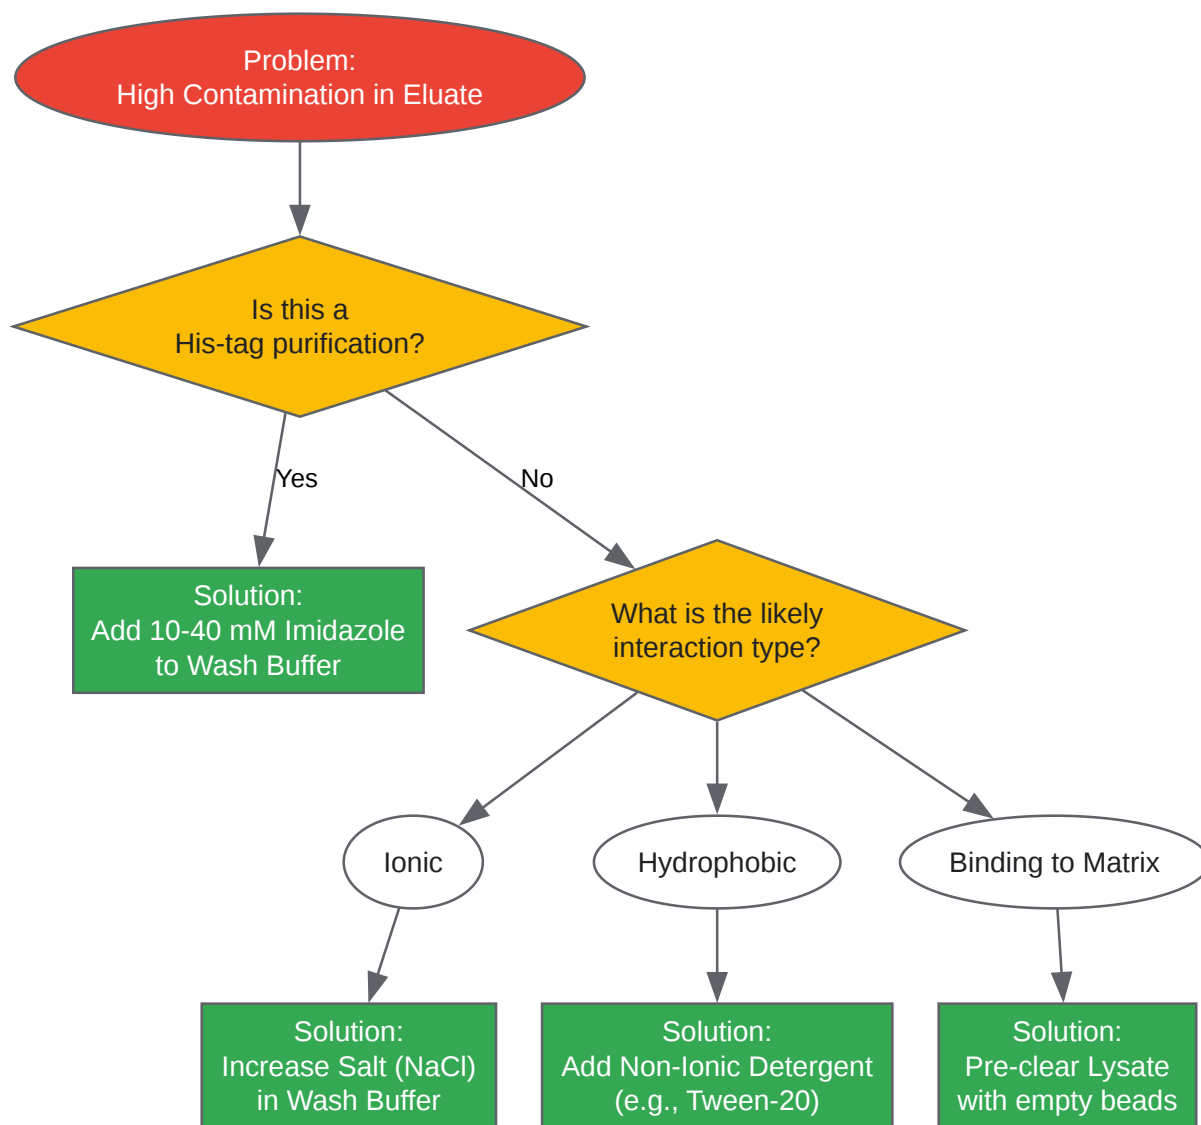 Problem:
High Contamination in Eluate
Is this a
His-tag purification?
Yes
No
Solution:
Add 10-40 mM Imidazole
to Wash Buffer
What is the likely
interaction type?
Ionic
Hydrophobic
Binding to Matrix
Solution:
Increase Salt (NaCl)
in Wash Buffer
Solution:
Add Non-Ionic Detergent
(e.g., Tween-20)
Solution:
Pre-clear Lysate
with empty beads